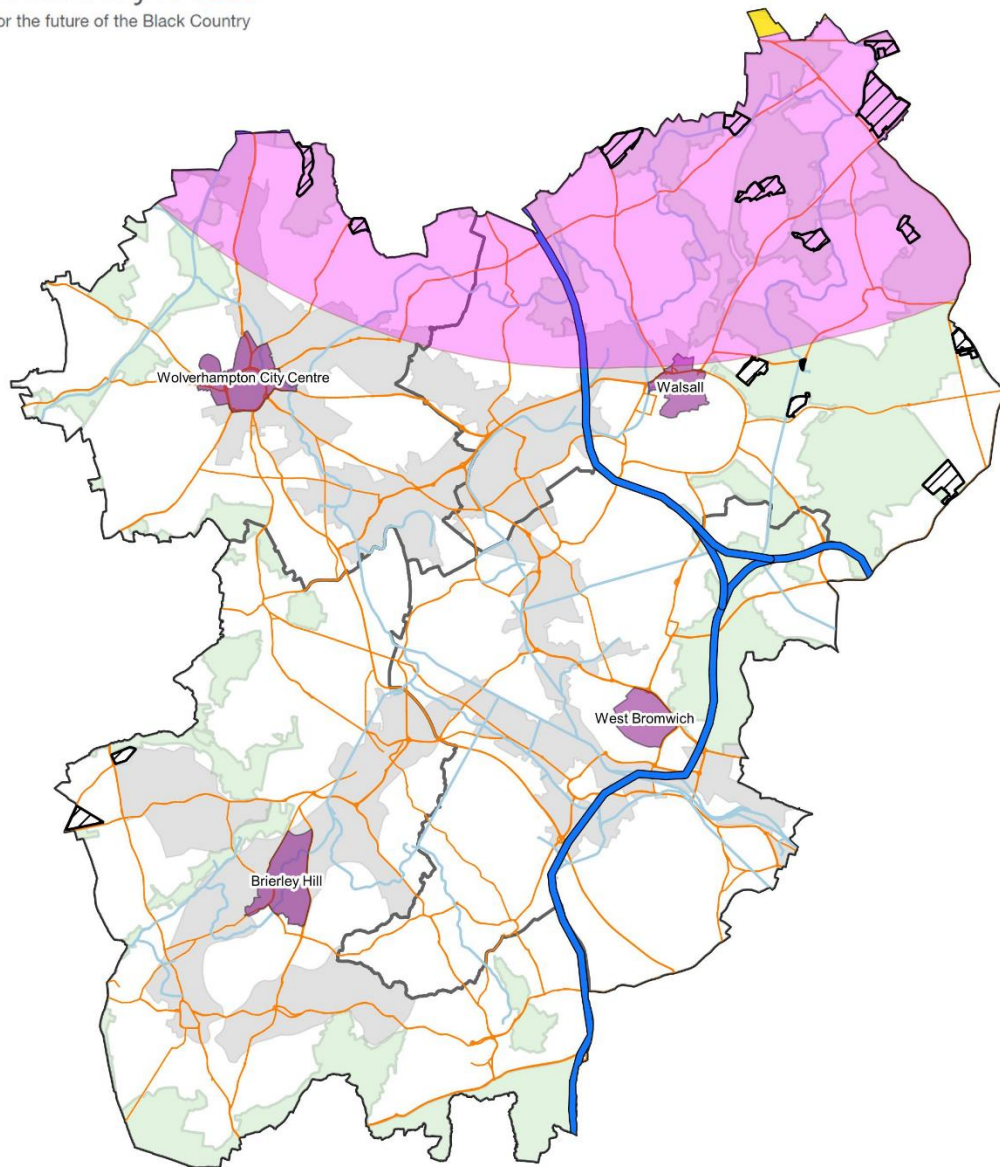 or the future of the Black Country
Wolverhampton City Centre
Walsall
West Bromwich
Brierley Hill